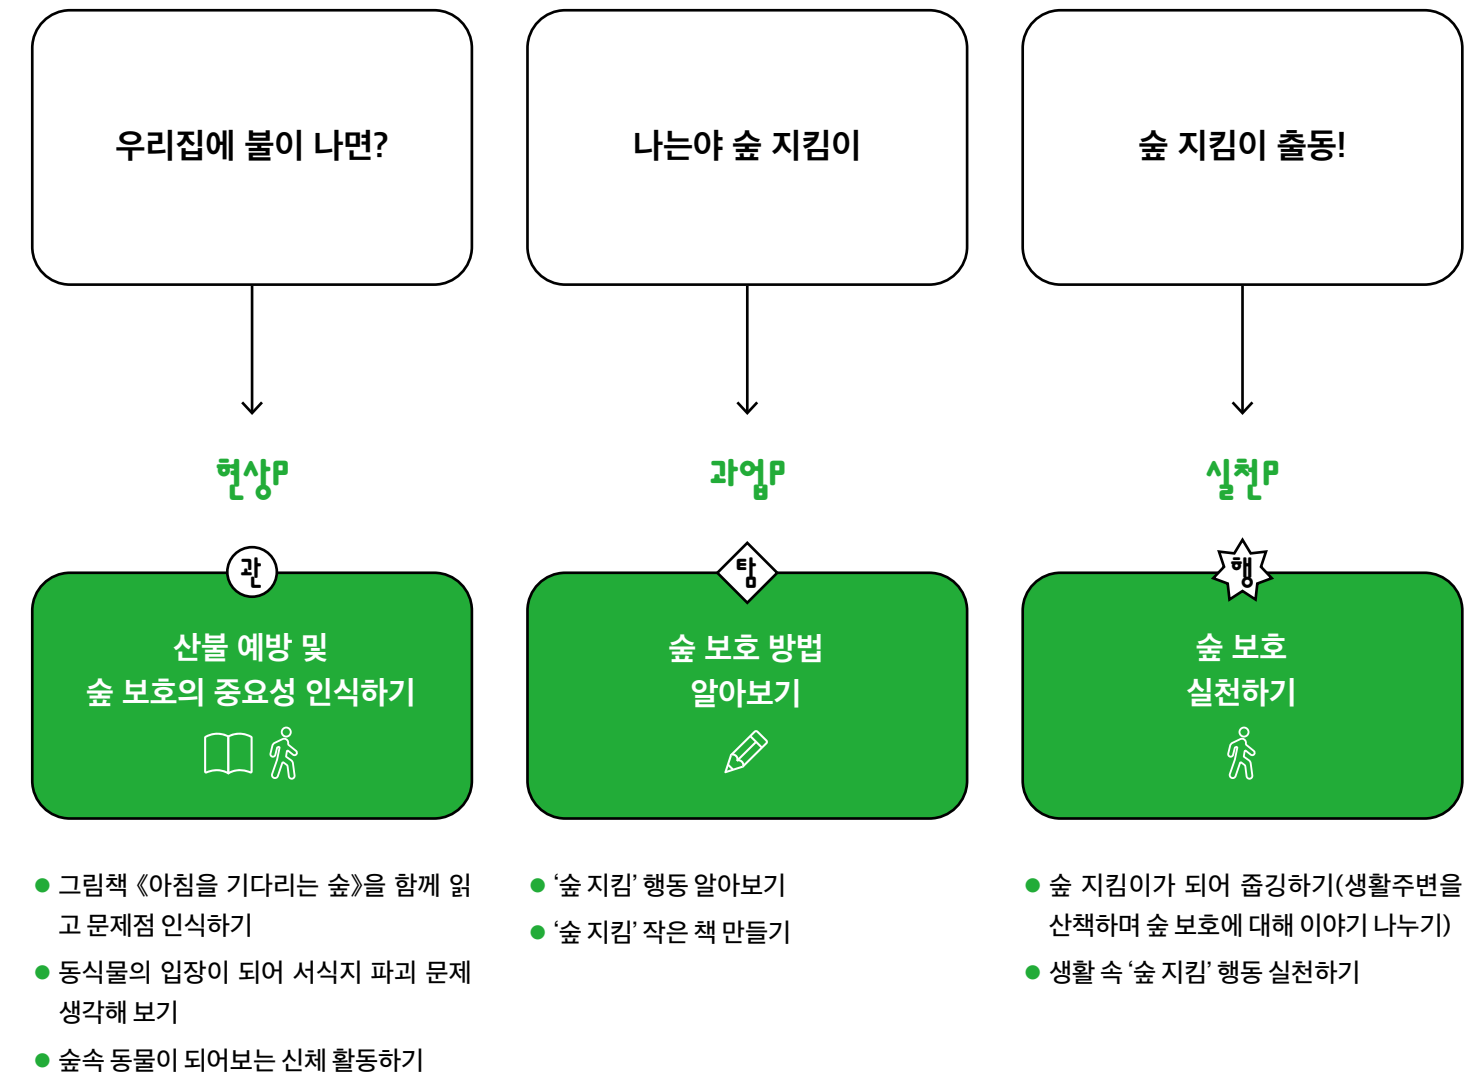 우리집에 불이 나면?
나는야 숲 지킴이
숲 지킴이 출동!
현상P
과업P
실천P
관
탐
행
산불 예방 및
숲 보호의 중요성 인식하기
숲 보호 방법
알아보기
숲 보호
실천하기
● 그림책 《아침을 기다리는 숲》을 함께 읽
고 문제점 인식하기
● 동식물의 입장이 되어 서식지 파괴 문제
생각해 보기
● 숲속 동물이 되어보는 신체 활동하기
● ‘숲 지킴’ 행동 알아보기
● ‘숲 지킴’ 작은 책 만들기
● 숲 지킴이가 되어 줍깅하기(생활주변을
산책하며 숲 보호에 대해 이야기 나누기)
● 생활 속 ‘숲 지킴’ 행동 실천하기